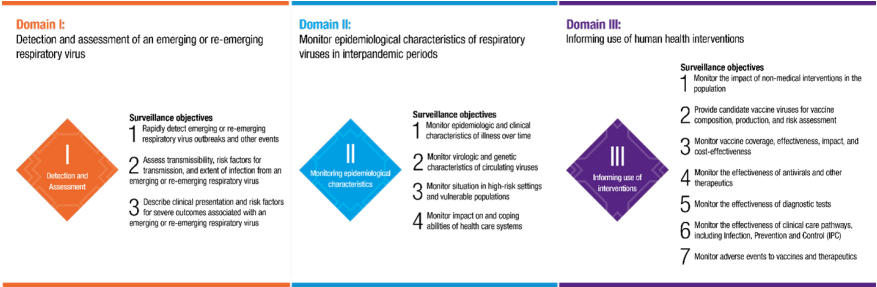 Domain I:
Detection and assessment of an emerging or re-emerging
respiratory virus
I
Detection and
Assessment
Surveillance objectives
1 Rapidly detect emerging or re-emerging
respiratory virus outbreaks and other events
2 Assess transmissibility, risk factors for
transmission, and extent of infection from an
emerging or re-emerging respiratory virus
3 Describe clinical presentation and risk factors
for severe outcomes associated with an
emerging or re-emerging respiratory virus
Domain II:
Monitor epidemiological characteristics of respiratory
viruses in interpandemic periods
II
Monitoring epidemiological
characteristics
Surveillance objectives
1 Monitor epidemiologic and clinical
characteristics of illness over time
2 Monitor virologic and genetic
characteristics of circulating viruses
3 Monitor situation in high-risk settings
and vulnerable populations
4 Monitor impact on and coping
abilities of health care systems
Domain III:
Informing use of human health interventions
III
Informing use of
interventions
Surveillance objectives
1 Monitor the impact of non-medical interventions in the
population
2 Provide candidate vaccine viruses for vaccine
composition, production, and risk assessment
3 Monitor vaccine coverage, effectiveness, impact, and
cost-effectiveness
4 Monitor the effectiveness of antivirals and other
therapeutics
5 Monitor the effectiveness of diagnostic tests
6 Monitor the effectiveness of clinical care pathways,
including Infection, Prevention and Control (IPC)
7 Monitor adverse events to vaccines and therapeutics